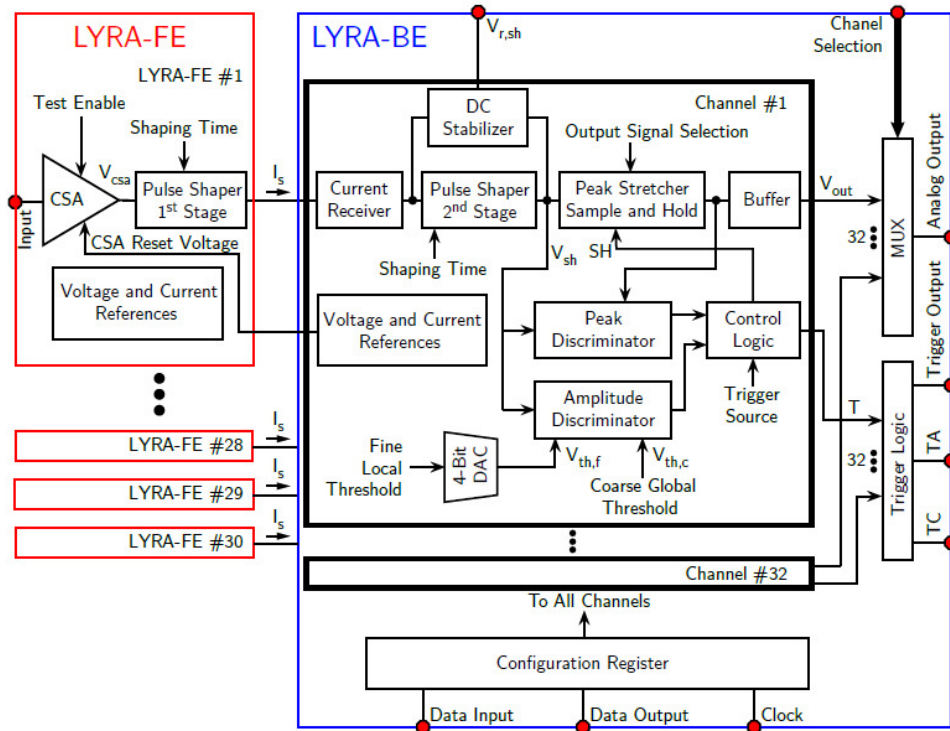 LYRA-FE
LYRA-FE #1
Test Enable
Shaping Time
CSA
V_csa
Pulse Shaper
1st Stage
I_s
Input
CSA Reset Voltage
Voltage and Current
References
LYRA-FE #28
I_s
LYRA-FE #29
I_s
LYRA-FE #30
I_s
LYRA-BE
V_r,sh
Chanel
Selection
Channel #1
DC
Stabilizer
Output Signal Selection
Current
Receiver
Pulse Shaper
2nd Stage
Peak Stretcher
Sample and Hold
Buffer
V_out
Shaping Time
V_sh
SH
Voltage and Current
References
Peak
Discriminator
Control
Logic
Amplitude
Discriminator
Trigger
Source
Fine
Local
Threshold
4-Bit
DAC
V_th,f
V_th,c
Coarse Global
Threshold
Channel #32
To All Channels
Configuration Register
Data Input
Data Output
Clock
32
MUX
Analog Output
T
32
Trigger Logic
Trigger Output
TA
TC